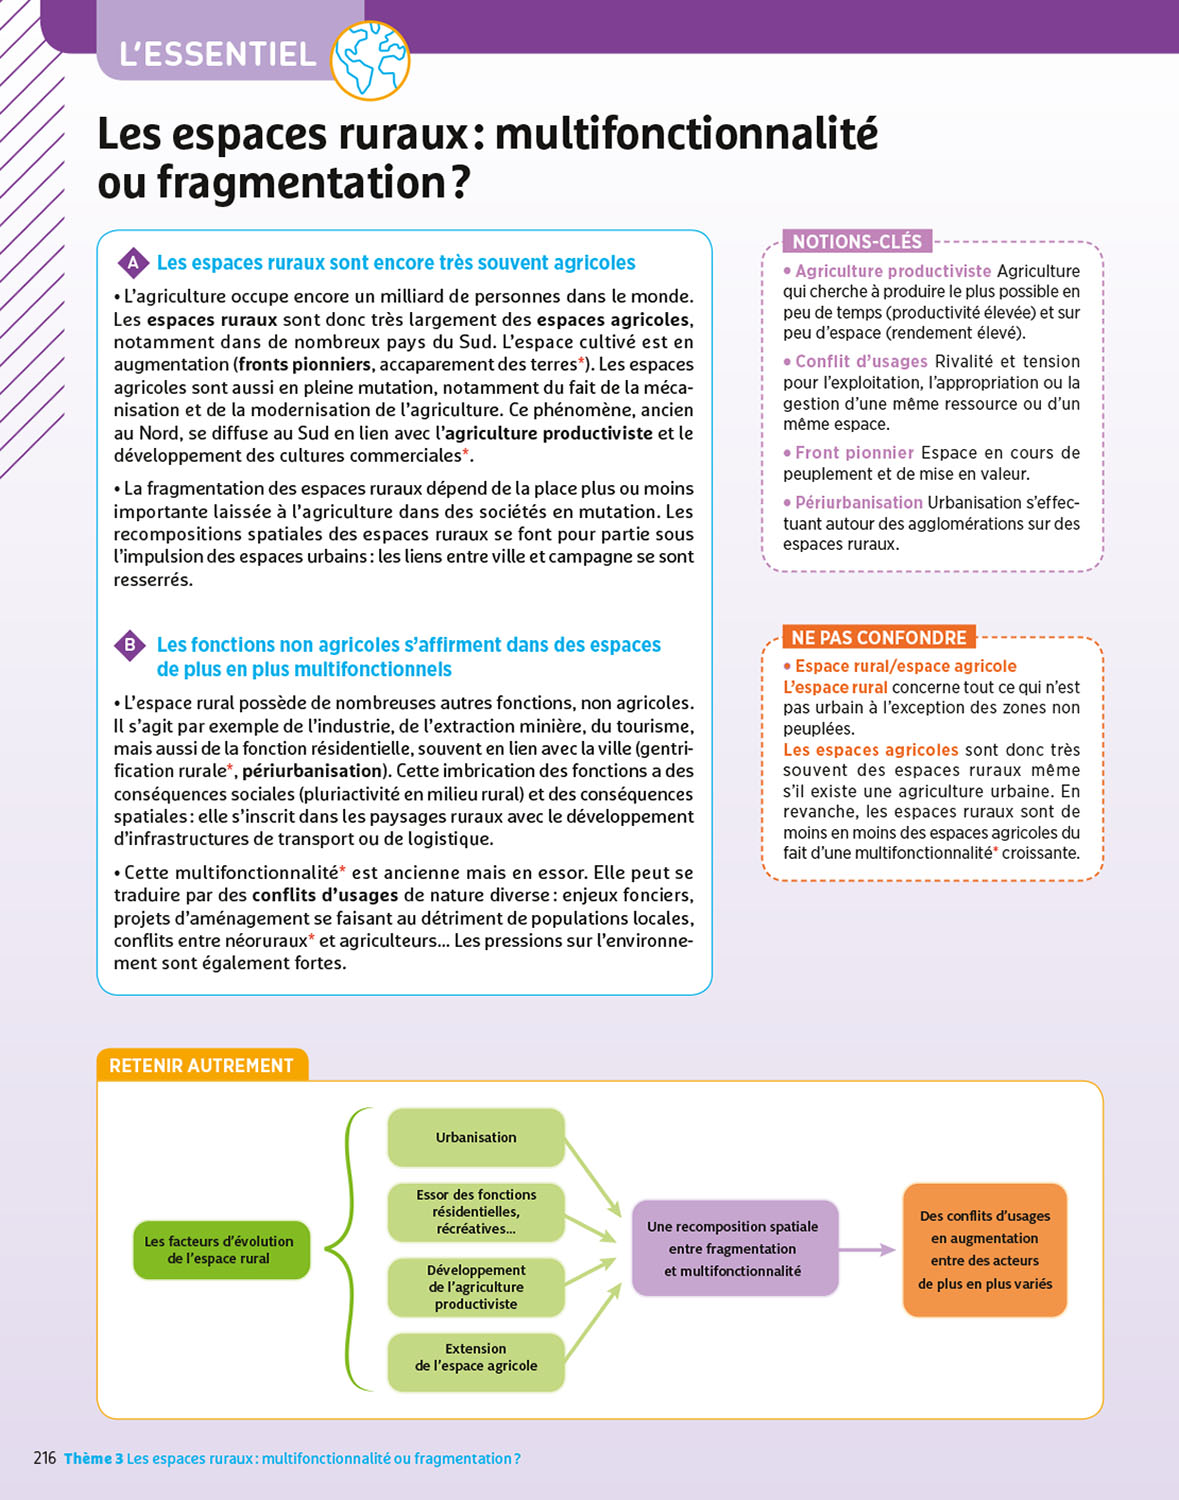 L'ESSENTIEL
Les espaces ruraux : multifonctionnalité
ou fragmentation ?
A Les espaces ruraux sont encore très souvent agricoles
• L'agriculture occupe encore un milliard de personnes dans le monde.
Les espaces ruraux sont donc très largement des espaces agricoles,
notamment dans de nombreux pays du Sud. L'espace cultivé est en
augmentation (fronts pionniers, accaparement des terres*). Les espaces
agricoles sont aussi en pleine mutation, notamment du fait de la méca-
nisation et de la modernisation de l'agriculture. Ce phénomène, ancien
au Nord, se diffuse au Sud en lien avec l'agriculture productiviste et le
développement des cultures commerciales*.
• La fragmentation des espaces ruraux dépend de la place plus ou moins
importante laissée à l'agriculture dans des sociétés en mutation. Les
recompositions spatiales des espaces ruraux se font pour partie sous
l'impulsion des espaces urbains : les liens entre ville et campagne se sont
resserrés.
B Les fonctions non agricoles s'affirment dans des espaces
de plus en plus multifonctionnels
• L'espace rural possède de nombreuses autres fonctions, non agricoles.
Il s'agit par exemple de l'industrie, de l'extraction minière, du tourisme,
mais aussi de la fonction résidentielle, souvent en lien avec la ville (gentri-
fication rurale*, périurbanisation). Cette imbrication des fonctions a des
conséquences sociales (pluriactivité en milieu rural) et des conséquences
spatiales : elle s'inscrit dans les paysages ruraux avec le développement
d'infrastructures de transport ou de logistique.
• Cette multifonctionnalité* est ancienne mais en essor. Elle peut se
traduire par des conflits d'usages de nature diverse : enjeux fonciers,
projets d'aménagement se faisant au détriment de populations locales,
conflits entre néoruraux* et agriculteurs... Les pressions sur l'environne-
ment sont également fortes.
NOTIONS-CLÉS
• Agriculture productiviste Agriculture
qui cherche à produire le plus possible en
peu de temps (productivité élevée) et sur
peu d'espace (rendement élevé).
• Conflit d'usages Rivalité et tension
pour l'exploitation, l'appropriation ou la
gestion d'une même ressource ou d'un
même espace.
• Front pionnier Espace en cours de
peuplement et de mise en valeur.
• Périurbanisation Urbanisation s'effec-
tuant autour des agglomérations sur des
espaces ruraux.
NE PAS CONFONDRE
• Espace rural/espace agricole
L'espace rural concerne tout ce qui n'est
pas urbain à l'exception des zones non
peuplées.
Les espaces agricoles sont donc très
souvent des espaces ruraux même
s'il existe une agriculture urbaine. En
revanche, les espaces ruraux sont de
moins en moins des espaces agricoles du
fait d'une multifonctionnalité* croissante.
RETENIR AUTREMENT
Les facteurs d'évolution
de l'espace rural
Urbanisation
Essor des fonctions
résidentielles,
récréatives...
Développement
de l'agriculture
productiviste
Extension
de l'espace agricole
Une recomposition spatiale
entre fragmentation
et multifonctionnalité
Des conflits d'usages
en augmentation
entre des acteurs
de plus en plus variés
216 Thème 3 Les espaces ruraux : multifonctionnalité ou fragmentation ?